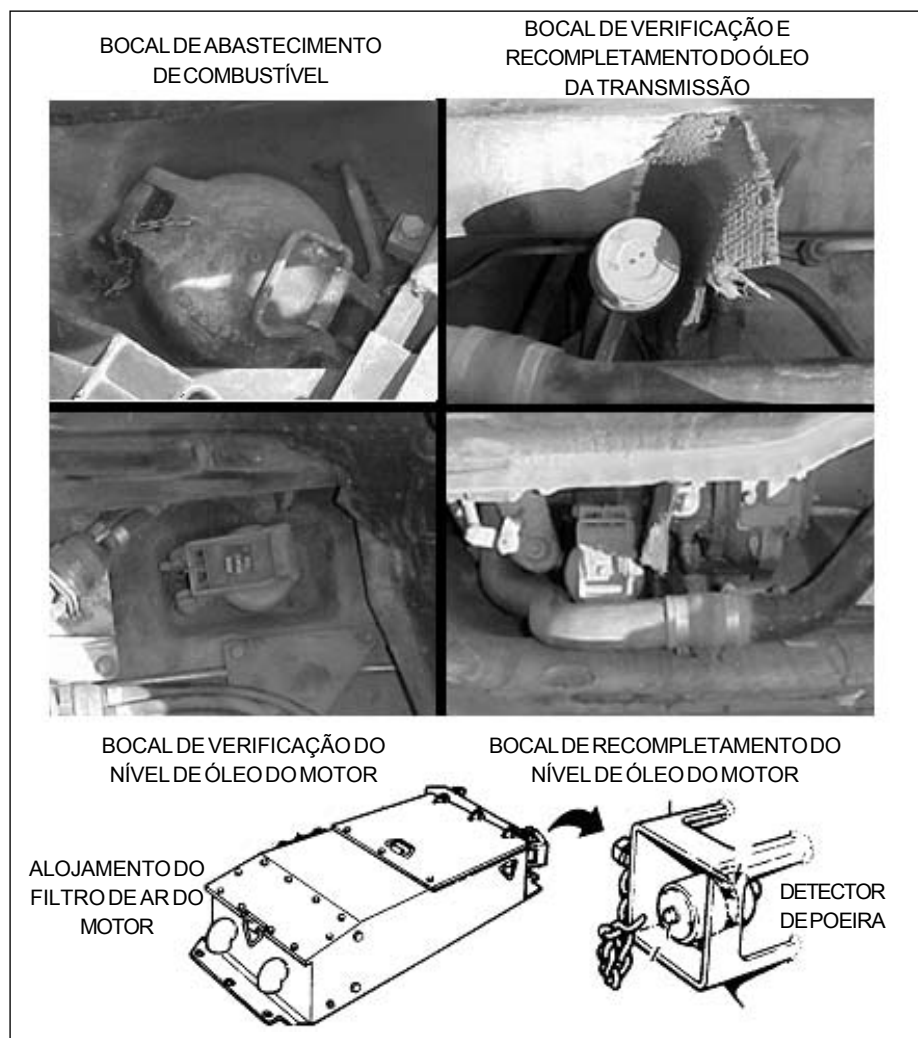 BOCAL DE ABASTECIMENTO
DE COMBUSTÍVEL
BOCAL DE VERIFICAÇÃO E
RECOMPLETAMENTO DO ÓLEO
DA TRANSMISSÃO
BOCAL DE VERIFICAÇÃO DO
NÍVEL DE ÓLEO DO MOTOR
BOCAL DE RECOMPLETAMENTO DO
NÍVEL DE ÓLEO DO MOTOR
ALOJAMENTO DO
FILTRO DE AR DO
MOTOR
DETECTOR
DE POEIRA